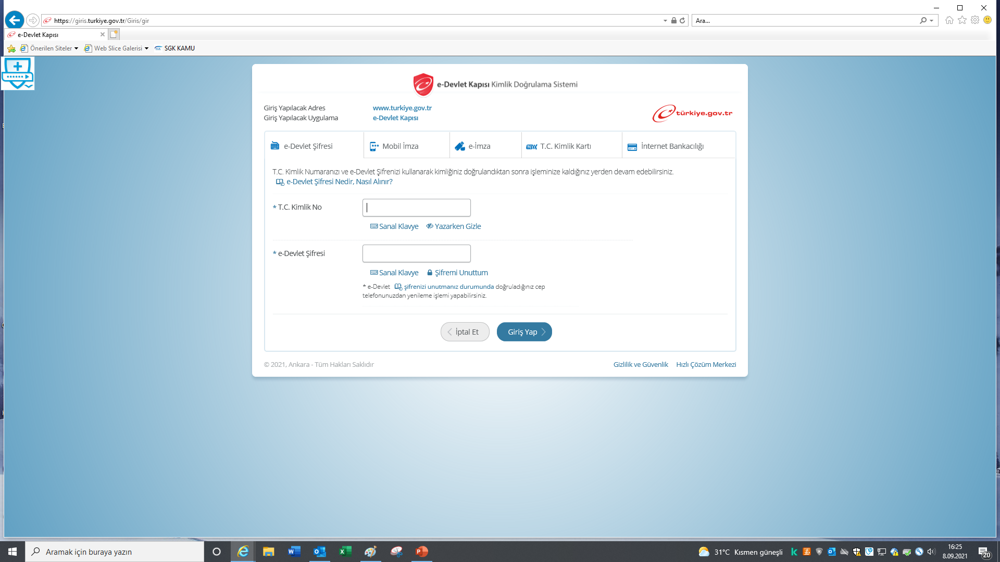 https://giris.turkiye.gov.tr/Giris/gir
Ara...
e-Devlet Kapısı
Önerilen Siteler
Web Slice Galerisi
SGK KAMU
e-Devlet Kapısı Kimlik Doğrulama Sistemi
Giriş Yapılacak Adres www.turkiye.gov.tr
Giriş Yapılacak Uygulama e-Devlet Kapısı
türkiye.gov.tr
e-Devlet Şifresi
Mobil İmza
e-İmza
T.C. Kimlik Kartı
İnternet Bankacılığı
T.C. Kimlik Numaranızı ve e-Devlet Şifrenizi kullanarak kimliğiniz doğrulandıktan sonra işleminize kaldığınız yerden devam edebilirsiniz.
e-Devlet Şifresi Nedir, Nasıl Alınır?
* T.C. Kimlik No
Sanal Klavye Yazarken Gizle
* e-Devlet Şifresi
Sanal Klavye Şifremi Unuttum
* e-Devlet şifrenizi unutmanız durumunda doğruladığınız cep
telefonunuzdan yenileme işlemi yapabilirsiniz.
İptal Et
Giriş Yap
© 2021, Ankara - Tüm Hakları Saklıdır
Gizlilik ve Güvenlik Hızlı Çözüm Merkezi
Aramak için buraya yazın
31°C Kısmen güneşli
16:25
8.09.2021
20